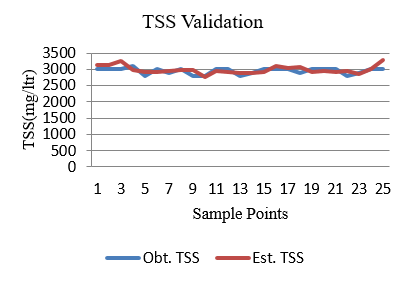 TSS Validation
TSS(mg/ltr)
3500
3000
2500
2000
1500
1000
500
0
1 3 5 7 9 11 13 15 17 19 21 23 25
Sample Points
Obt. TSS Est. TSS